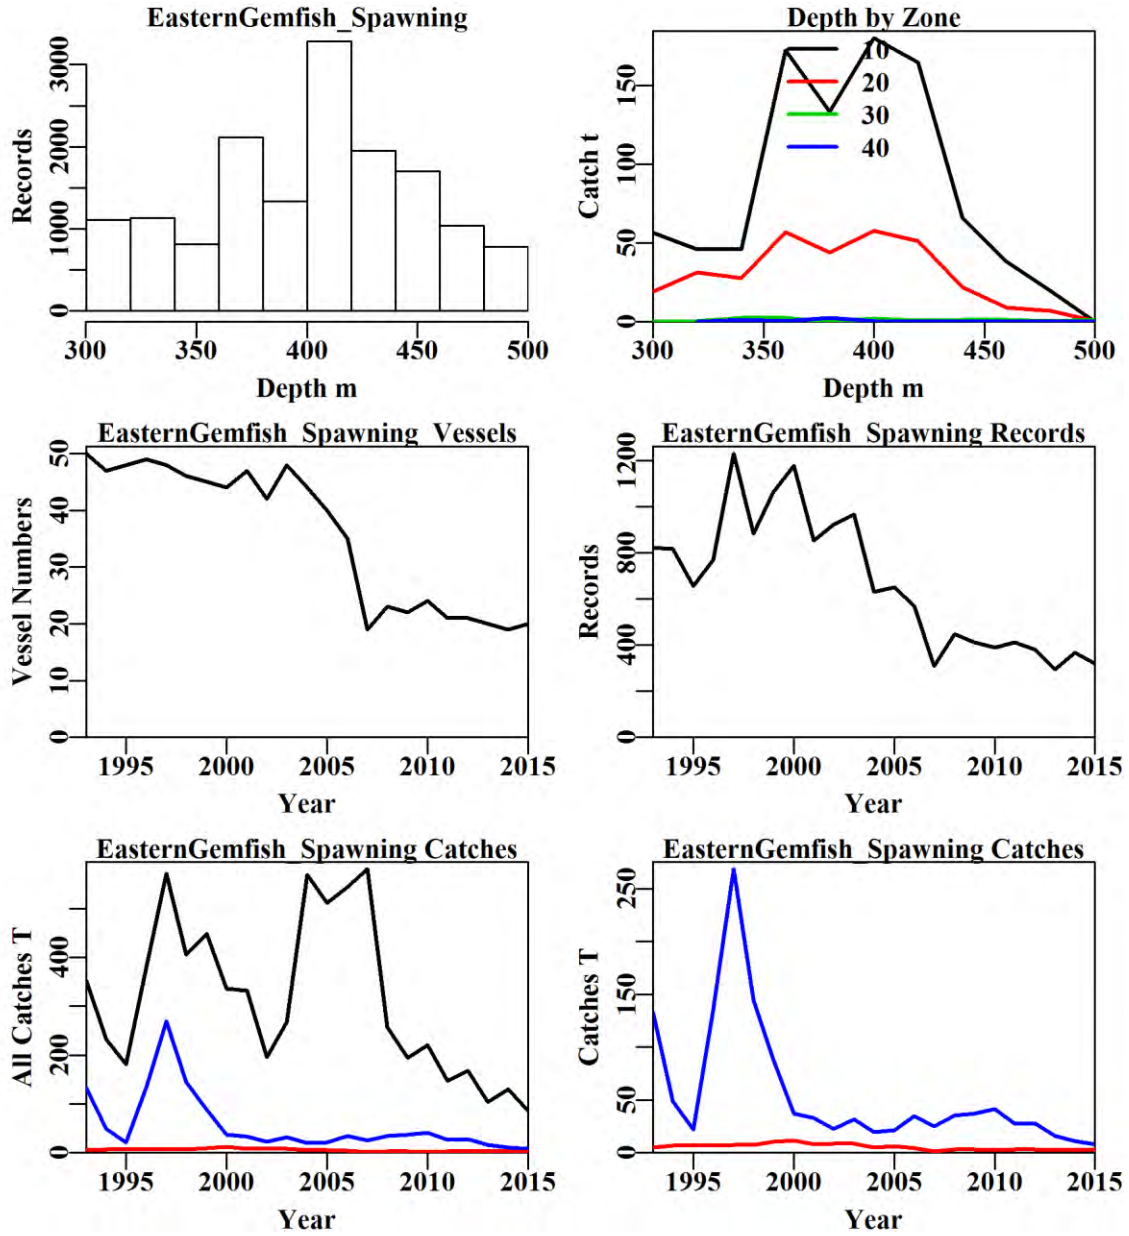 EasternGemfish_Spawning
Records
0 1000 2000 3000
300 350 400 450 500
Depth m
Depth by Zone
Catch t
0 50 100 150
10
20
30
40
300 350 400 450 500
Depth m
EasternGemfish_Spawning_Vessels
Vessel Numbers
0 10 20 30 40 50
1995 2000 2005 2010 2015
Year
EasternGemfish_Spawning Records
Records
0 400 800 1200
1995 2000 2005 2010 2015
Year
EasternGemfish_Spawning Catches
All Catches T
0 200 400
1995 2000 2005 2010 2015
Year
EasternGemfish_Spawning Catches
Catches T
0 50 150 250
1995 2000 2005 2010 2015
Year